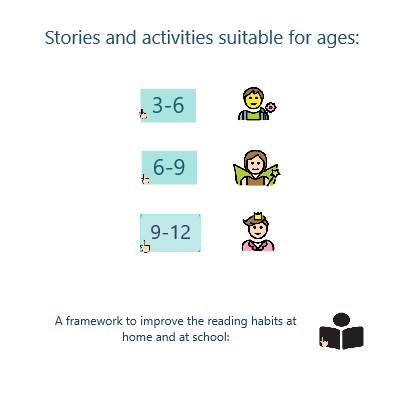 Stories and activities suitable for ages:
3-6
6-9
9-12
A framework to improve the reading habits at
home and at school: